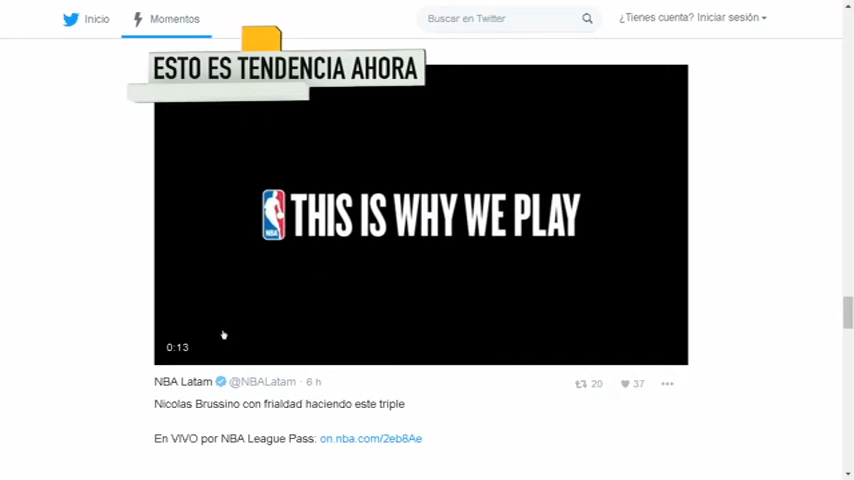 Inicio
Momentos
Buscar en Twitter
¿Tienes cuenta? Iniciar sesión
ESTO ES TENDENCIA AHORA
NBA
THIS IS WHY WE PLAY
0:13
NBA Latam @NBALatam · 6 h
20
37
Nicolas Brussino con frialdad haciendo este triple
En VIVO por NBA League Pass: on.nba.com/2eb8Ae